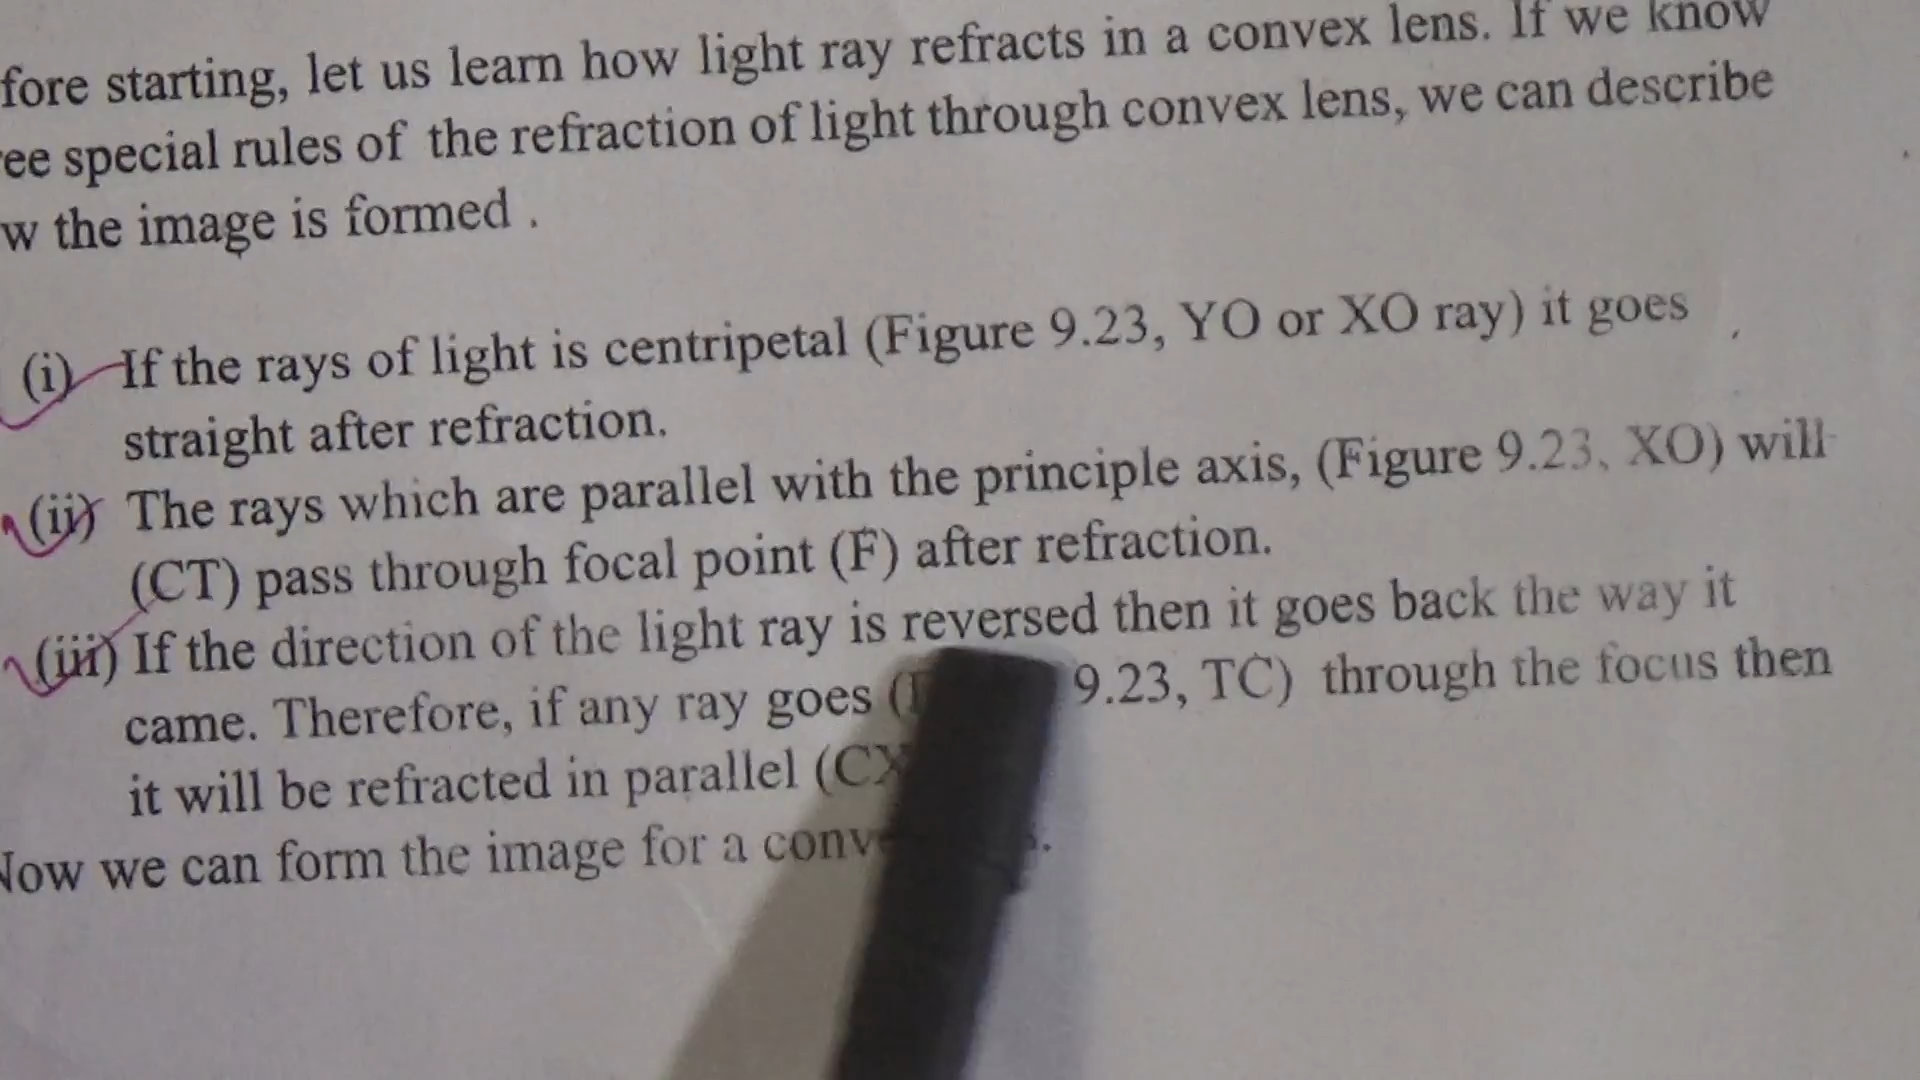 fore starting, let us learn how light ray refracts in a convex lens. If we know
ee special rules of the refraction of light through convex lens, we can describe
w the image is formed .
(i) If the rays of light is centripetal (Figure 9.23, YO or XO ray) it goes
straight after refraction.
(ii) The rays which are parallel with the principle axis, (Figure 9.23, XO) will
(CT) pass through focal point (F) after refraction.
(iii) If the direction of the light ray is reversed then it goes back the way it
came. Therefore, if any ray goes ( 9.23, TC) through the focus then
it will be refracted in parallel (CX
Now we can form the image for a conv